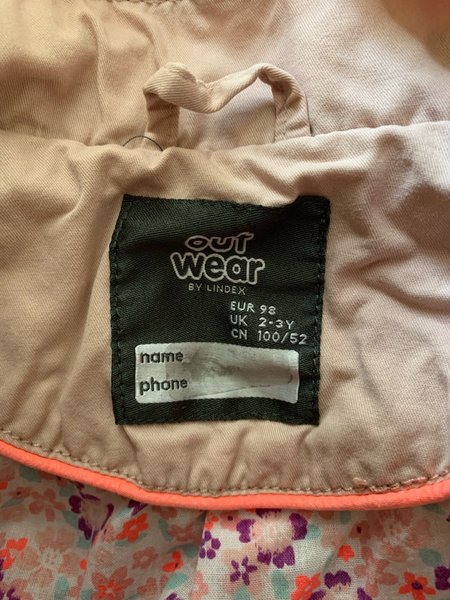 out
wear
BY LINDEX
EUR 98
UK 2-3Y
CN 100/52
name
phone